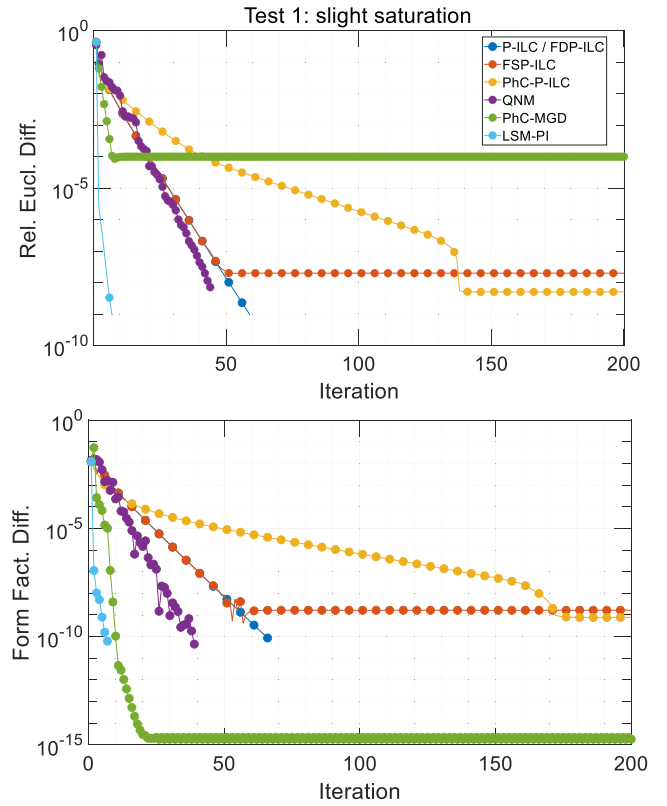 Test 1: slight saturation
10^0
10^-5
10^-10
Rel. Eucl. Diff.
P-ILC / FDP-ILC
FSP-ILC
PhC-P-ILC
QNM
PhC-MGD
LSM-PI
50
100
150
200
Iteration
10^0
10^-5
10^-10
10^-15
Form Fact. Diff.
0
50
100
150
200
Iteration